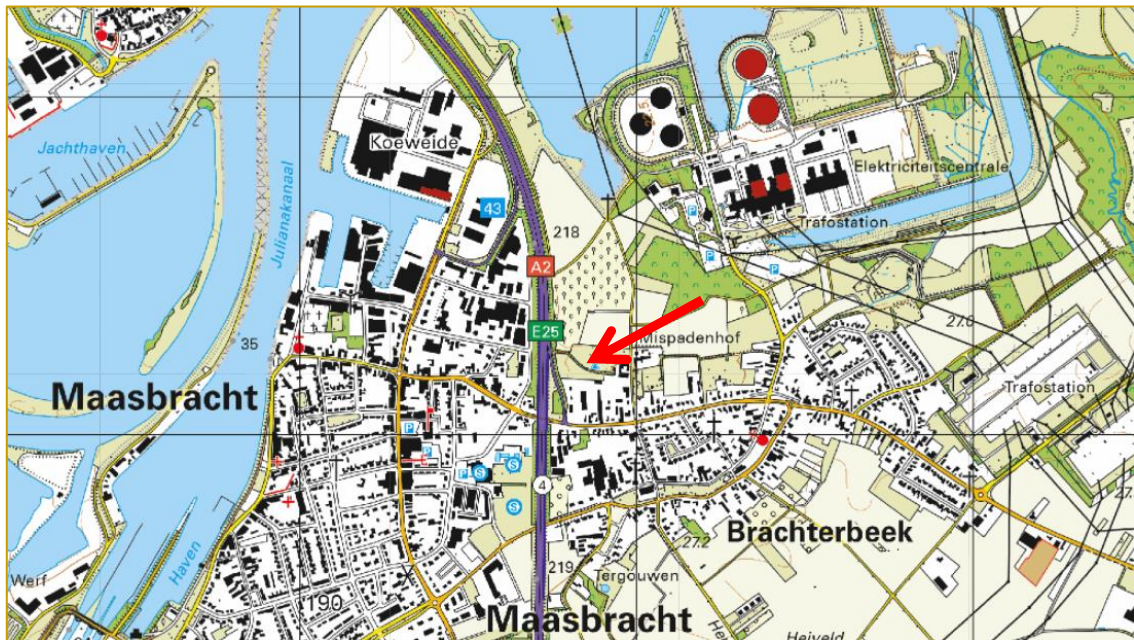 Jachthaven
Julianakanaal
Koeweide
43
218
A2
E25
Elektriciteitscentrale
Trafostation
P
P
P
Mispadenhof
27.6
Trafostation
35
Maasbracht
P
P
P
S
S
S
4
Brachterbeek
27.2
Haven
Werf
190
219
Tergouwen
Maasbracht
Heiveld